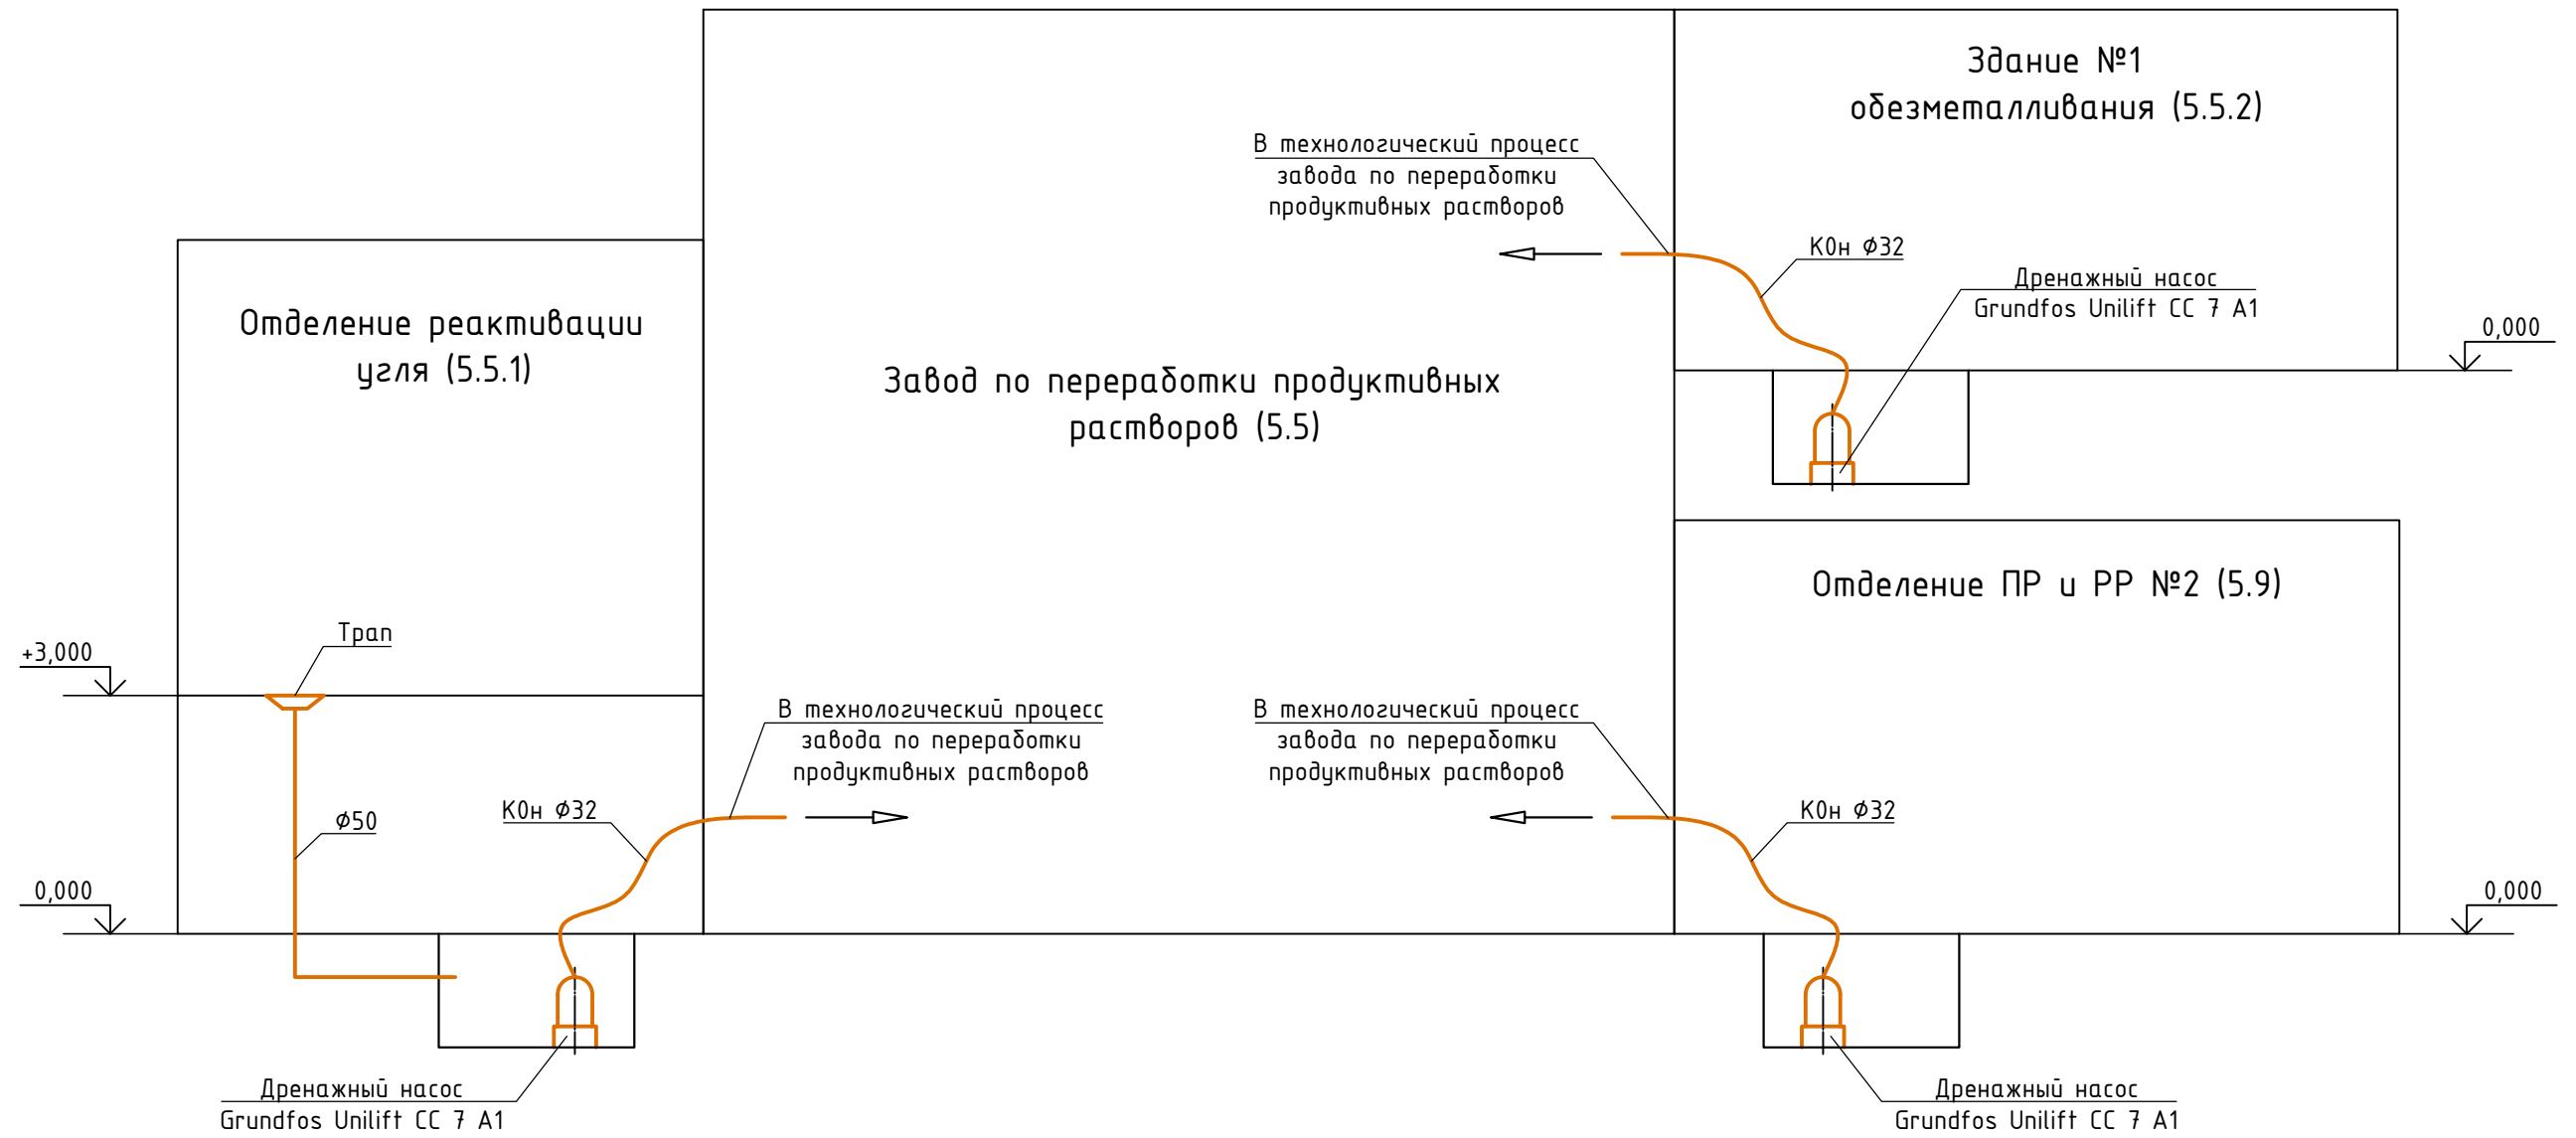 Здание №1
обезметалливания (5.5.2)
В технологический процесс
завода по переработки
продуктивных растворов
К0н Ф32
Дренажный насос
Grundfos Unilift CC 7 A1
0,000
Отделение реактивации
угля (5.5.1)
Завод по переработки продуктивных
растворов (5.5)
Отделение ПР и РР №2 (5.9)
Трап
+3,000
В технологический процесс
завода по переработки
продуктивных растворов
В технологический процесс
завода по переработки
продуктивных растворов
Ф50
К0н Ф32
К0н Ф32
0,000
0,000
Дренажный насос
Grundfos Unilift CC 7 A1
Дренажный насос
Grundfos Unilift CC 7 A1